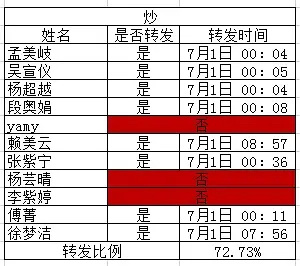 炒
姓名 是否转发 转发时间
孟美岐 是 7月1日 00：04
吴宣仪 是 7月1日 00：05
杨超越 是 7月1日 00：04
段奥娟 是 7月1日 00：08
yamy 否
赖美云 是 7月1日 08：57
张紫宁 是 7月1日 00：36
杨芸晴 否
李紫婷 否
傅菁 是 7月1日 00：11
徐梦洁 是 7月1日 07：56
转发比例 72.73%